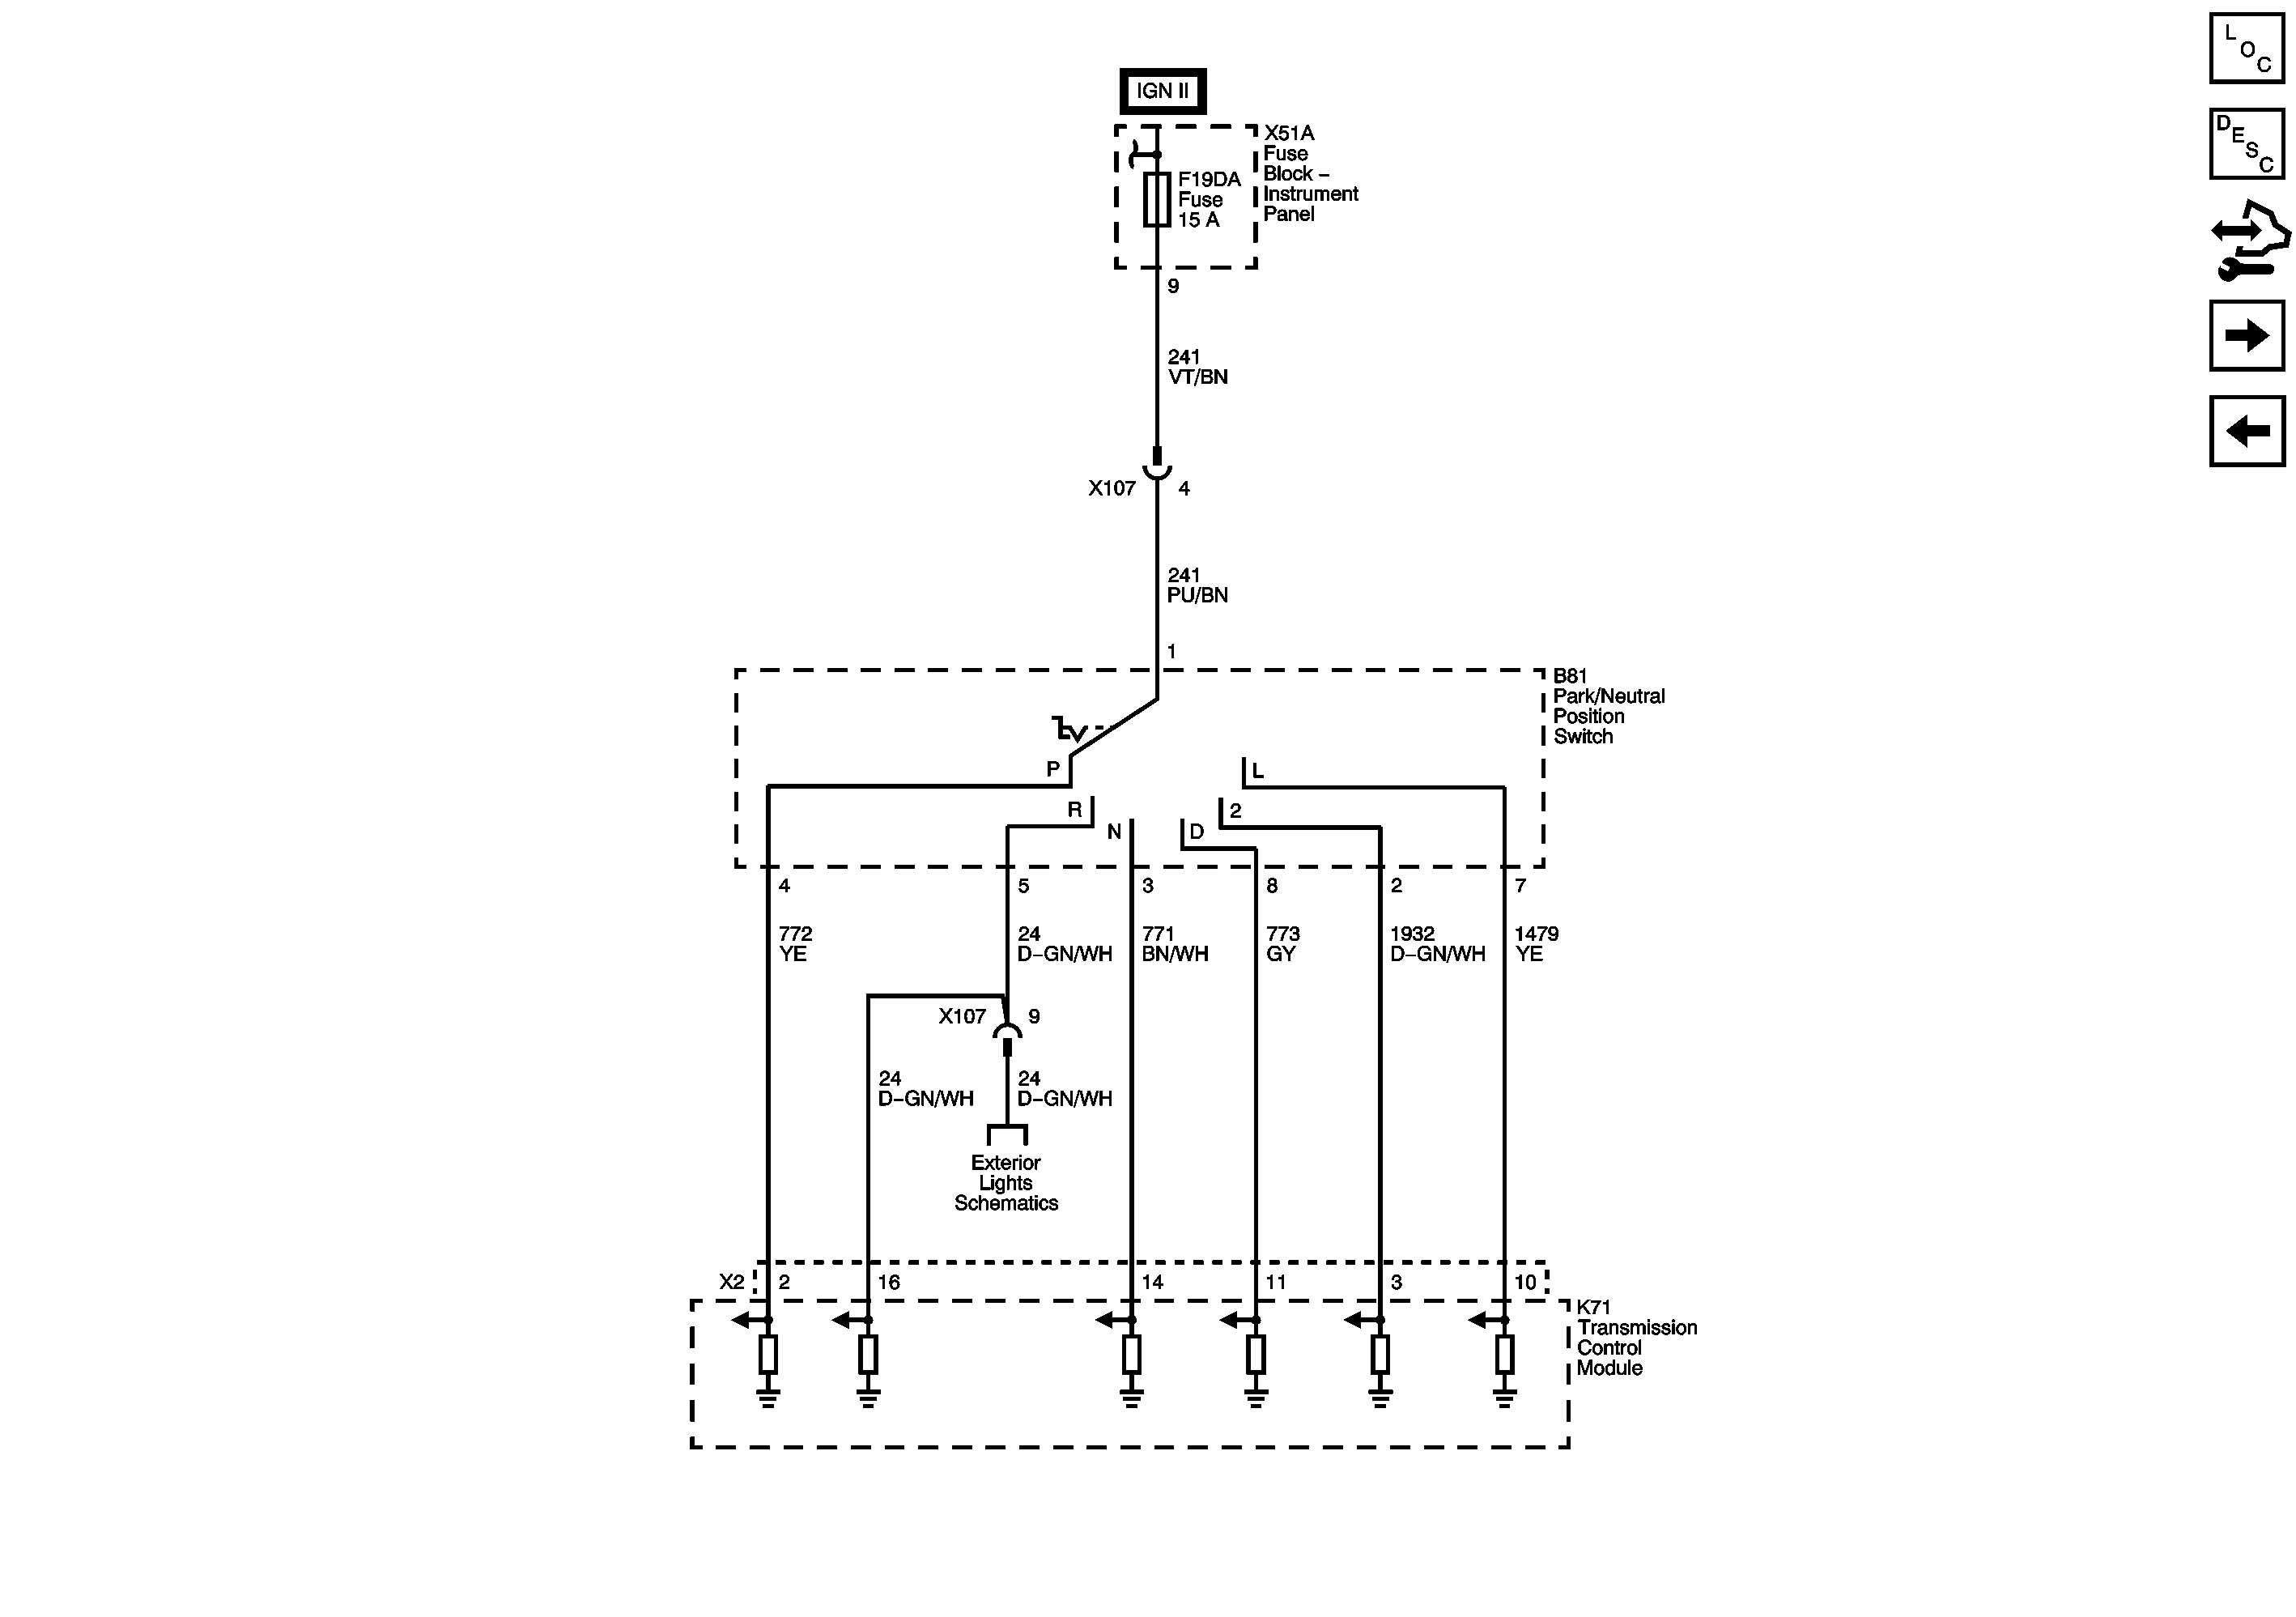 L O C
D E S C
IGN II
X51A
Fuse
Block –
Instrument
Panel
F19DA
Fuse
15 A
9
241
VT/BN
X107 4
241
PU/BN
1
B81
Park/Neutral
Position
Switch
P
L
R
2
N
D
4 5 3 8 2 7
772 24 771 773 1932 1479
YE D–GN/WH BN/WH GY D–GN/WH YE
X107 9
24 24
D–GN/WH D–GN/WH
Exterior
Lights
Schematics
X2 2 16 14 11 3 10
K71
Transmission
Control
Module